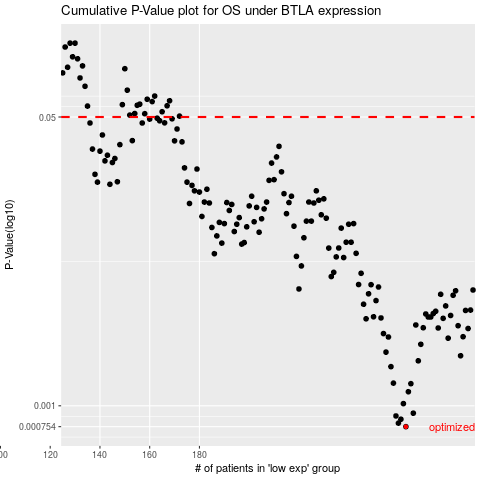 Cumulative P-Value plot for OS under BTLA expression
P-Value(log10)
0.05
0.001
0.000754
optimized
00 120 140 160 180
# of patients in 'low exp' group